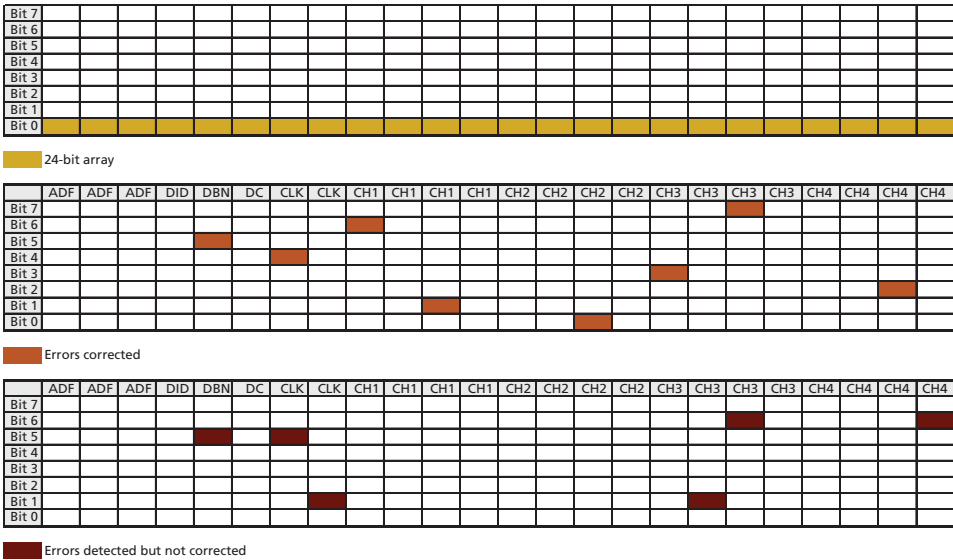 Bit 7
Bit 6
Bit 5
Bit 4
Bit 3
Bit 2
Bit 1
Bit 0
24-bit array
ADF ADF ADF DID DBN DC CLK CLK CH1 CH1 CH1 CH1 CH2 CH2 CH2 CH2 CH3 CH3 CH3 CH3 CH4 CH4 CH4 CH4
Bit 7
Bit 6
Bit 5
Bit 4
Bit 3
Bit 2
Bit 1
Bit 0
Errors corrected
ADF ADF ADF DID DBN DC CLK CLK CH1 CH1 CH1 CH1 CH2 CH2 CH2 CH2 CH3 CH3 CH3 CH3 CH4 CH4 CH4 CH4
Bit 7
Bit 6
Bit 5
Bit 4
Bit 3
Bit 2
Bit 1
Bit 0
Errors detected but not corrected